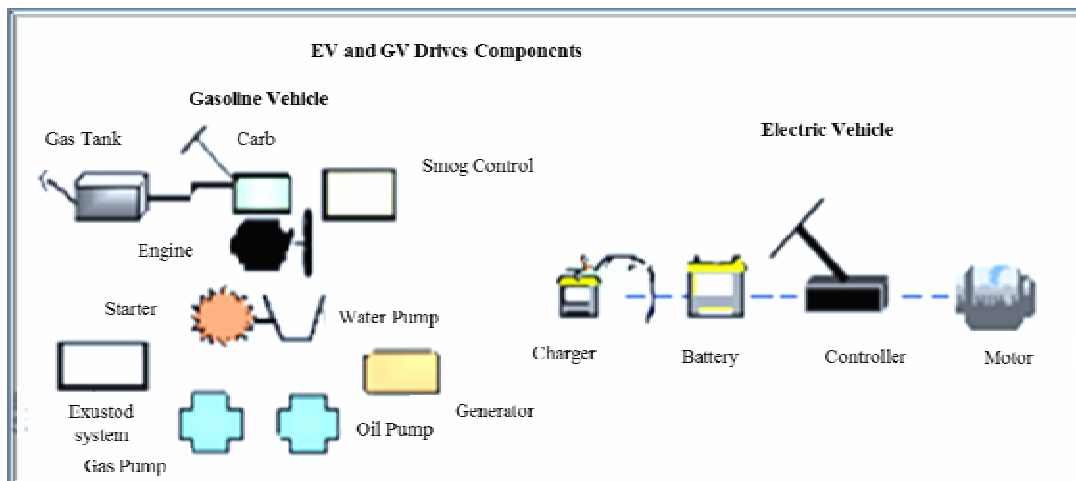 EV and GV Drives Components
Gasoline Vehicle
Gas Tank
Carb
Smog Control
Engine
Starter
Water Pump
Exustod
system
Generator
Oil Pump
Gas Pump
Electric Vehicle
Charger
Battery
Controller
Motor